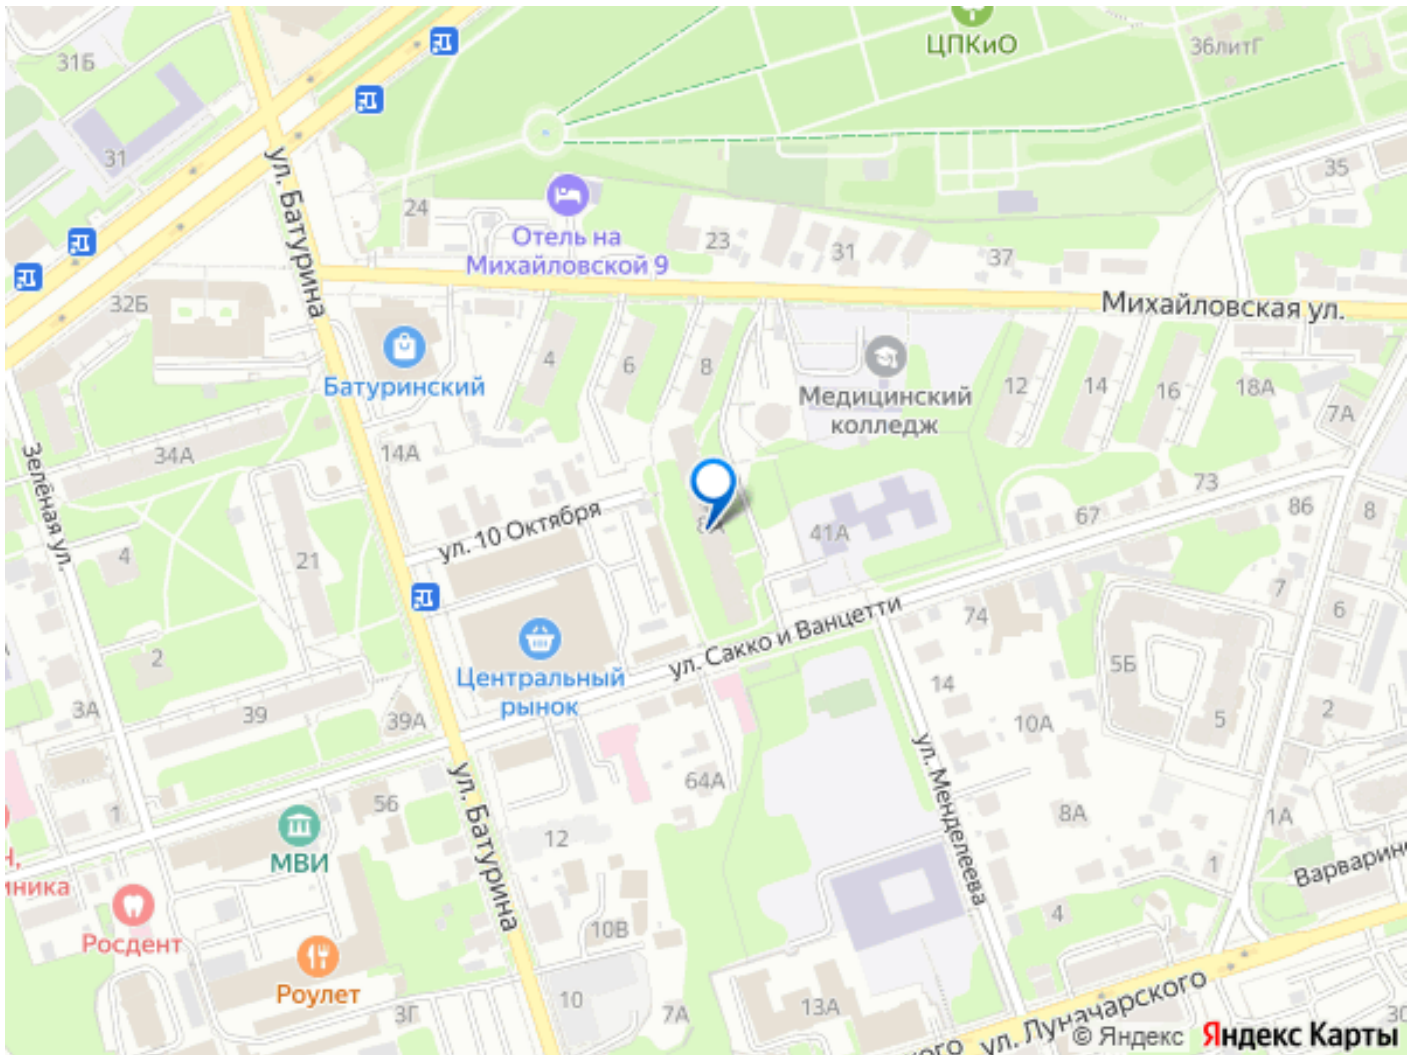 ЦПКиО
36литГ
31Б
31
35
24
ул. Батурина
Отель на
Михайловской 9
23
31
37
32Б
Михайловская ул.
Батуринский
4
6
8
Медицинский
колледж
12
14
16
18А
7А
14А
34А
Зелёная ул.
73
86
8
67
ул. 10 Октября
8А
41А
4
21
7
6
74
ул. Сакко и Ванцетти
2
Центральный
рынок
5Б
14
3А
39
39А
10А
5
2
64А
ул. Менделеева
ул. Батурина
56
1
МВИ
12
8А
1А
1
Варварин
Н,
иника
Росдент
4
10В
Роулет
3Г
10
7А
13А
ул. Луначарского
ого
30
© Яндекс
Яндекс Карты